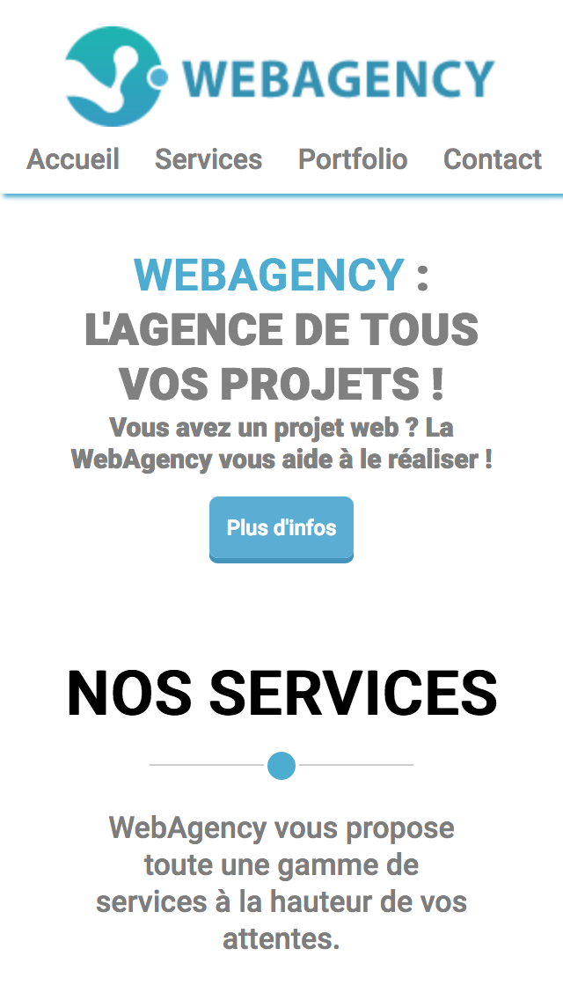 WEBAGENCY
Accueil Services Portfolio Contact
WEBAGENCY :
L'AGENCE DE TOUS
VOS PROJETS !
Vous avez un projet web ? La
WebAgency vous aide à le réaliser !
Plus d'infos
NOS SERVICES
WebAgency vous propose
toute une gamme de
services à la hauteur de vos
attentes.